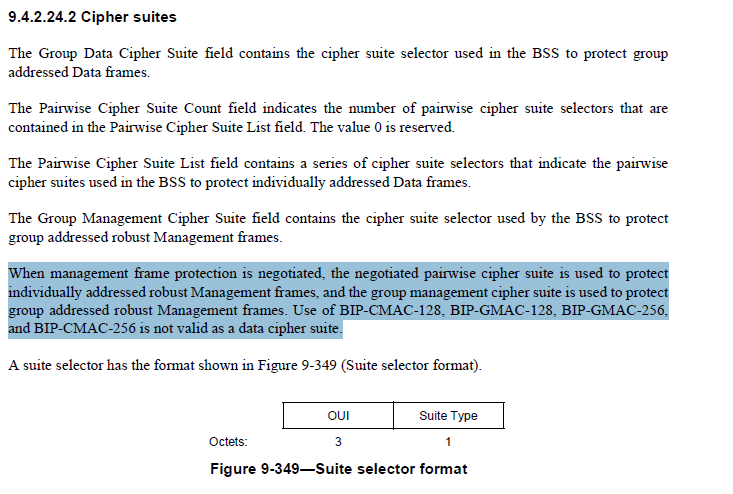 9.4.2.24.2 Cipher suites
The Group Data Cipher Suite field contains the cipher suite selector used in the BSS to protect group
addressed Data frames.
The Pairwise Cipher Suite Count field indicates the number of pairwise cipher suite selectors that are
contained in the Pairwise Cipher Suite List field. The value 0 is reserved.
The Pairwise Cipher Suite List field contains a series of cipher suite selectors that indicate the pairwise
cipher suites used in the BSS to protect individually addressed Data frames.
The Group Management Cipher Suite field contains the cipher suite selector used by the BSS to protect
group addressed robust Management frames.
When management frame protection is negotiated, the negotiated pairwise cipher suite is used to protect
individually addressed robust Management frames, and the group management cipher suite is used to protect
group addressed robust Management frames. Use of BIP-CMAC-128, BIP-GMAC-128, BIP-GMAC-256,
and BIP-CMAC-256 is not valid as a data cipher suite.
A suite selector has the format shown in Figure 9-349 (Suite selector format).
OUI Suite Type
Octets: 3 1
Figure 9-349—Suite selector format